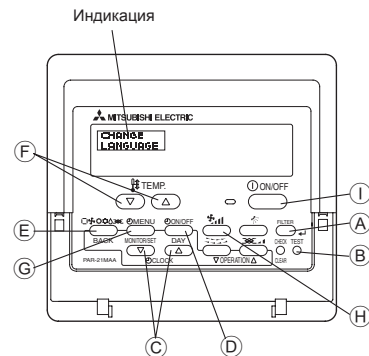 Индикация
MITSUBISHI ELECTRIC
CHANGE
LANGUAGE
F
TEMP.
ON/OFF
I
MENU ON/OFF FILTER
A
E
BACK MONITOR/SET DAY CHECK TEST
B
G
PAR-21MAA CLOCK OPERATION CLEAR
H
C D